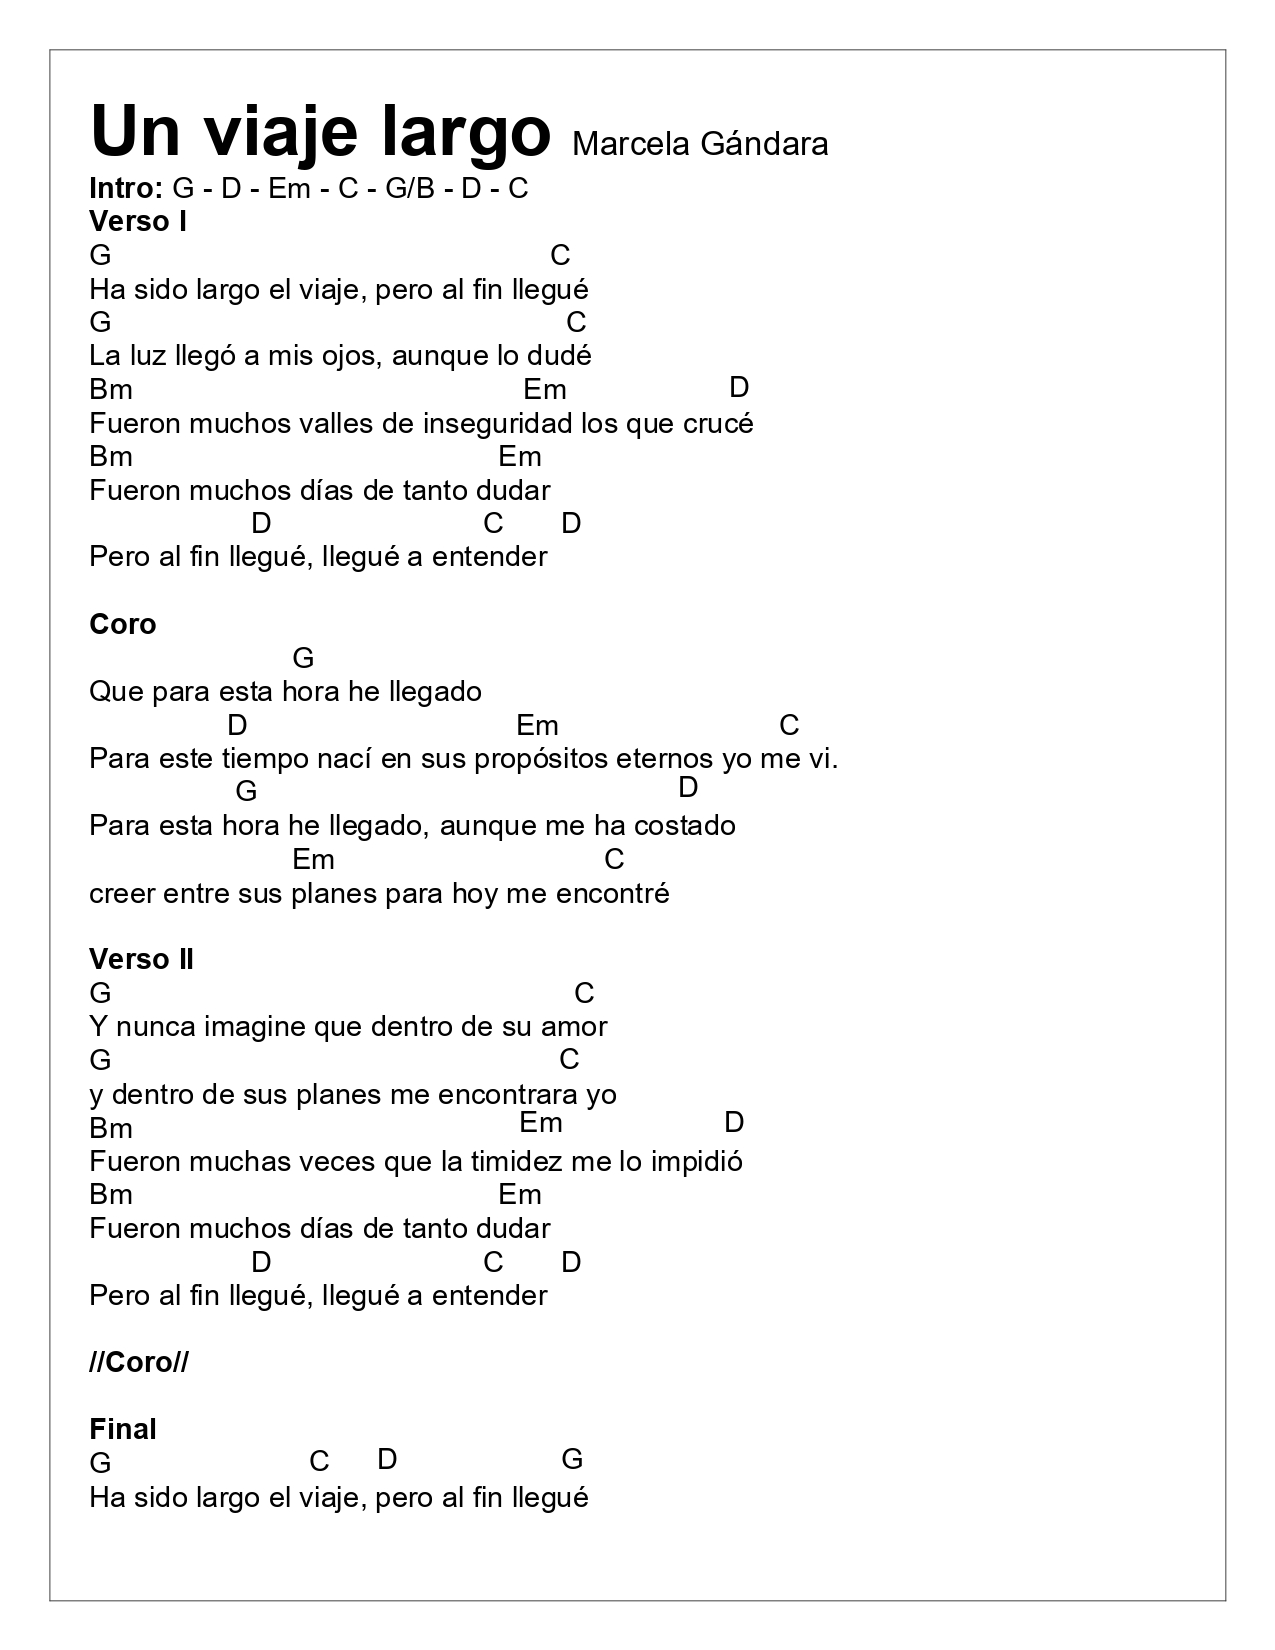 Un viaje largo Marcela Gándara
Intro: G - D - Em - C - G/B - D - C
Verso I
G C
Ha sido largo el viaje, pero al fin llegué
G C
La luz llegó a mis ojos, aunque lo dudé
Bm Em D
Fueron muchos valles de inseguridad los que crucé
Bm Em
Fueron muchos días de tanto dudar
D C D
Pero al fin llegué, llegué a entender
Coro
G
Que para esta hora he llegado
D Em C
Para este tiempo nací en sus propósitos eternos yo me vi.
G D
Para esta hora he llegado, aunque me ha costado
Em C
creer entre sus planes para hoy me encontré
Verso II
G C
Y nunca imagine que dentro de su amor
G C
y dentro de sus planes me encontrara yo
Bm Em D
Fueron muchas veces que la timidez me lo impidió
Bm Em
Fueron muchos días de tanto dudar
D C D
Pero al fin llegué, llegué a entender
//Coro//
Final
G C D G
Ha sido largo el viaje, pero al fin llegué